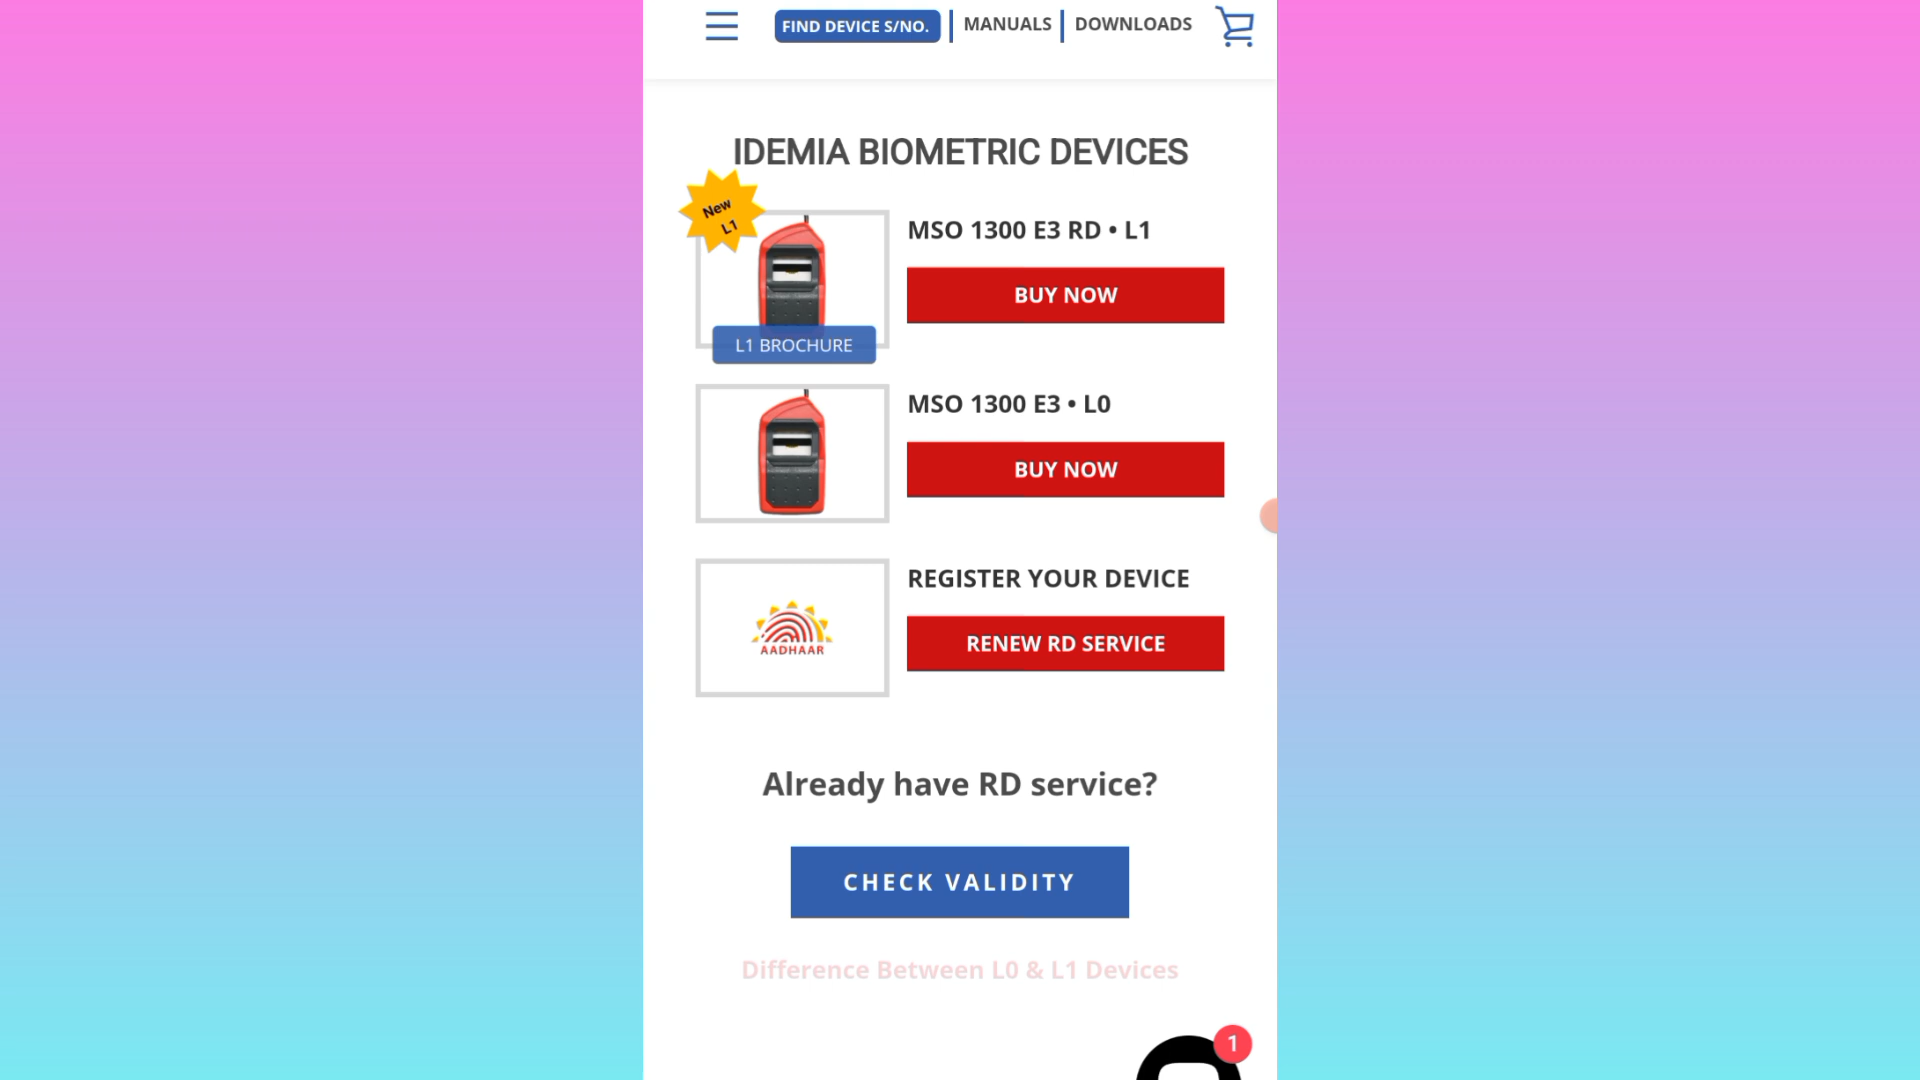 FIND DEVICE S/NO. MANUALS DOWNLOADS
IDEMIA BIOMETRIC DEVICES
New
L1
MSO 1300 E3 RD • L1
BUY NOW
L1 BROCHURE
MSO 1300 E3 • L0
BUY NOW
REGISTER YOUR DEVICE
AADHAAR
RENEW RD SERVICE
Already have RD service?
CHECK VALIDITY
Difference Between L0 & L1 Devices
1